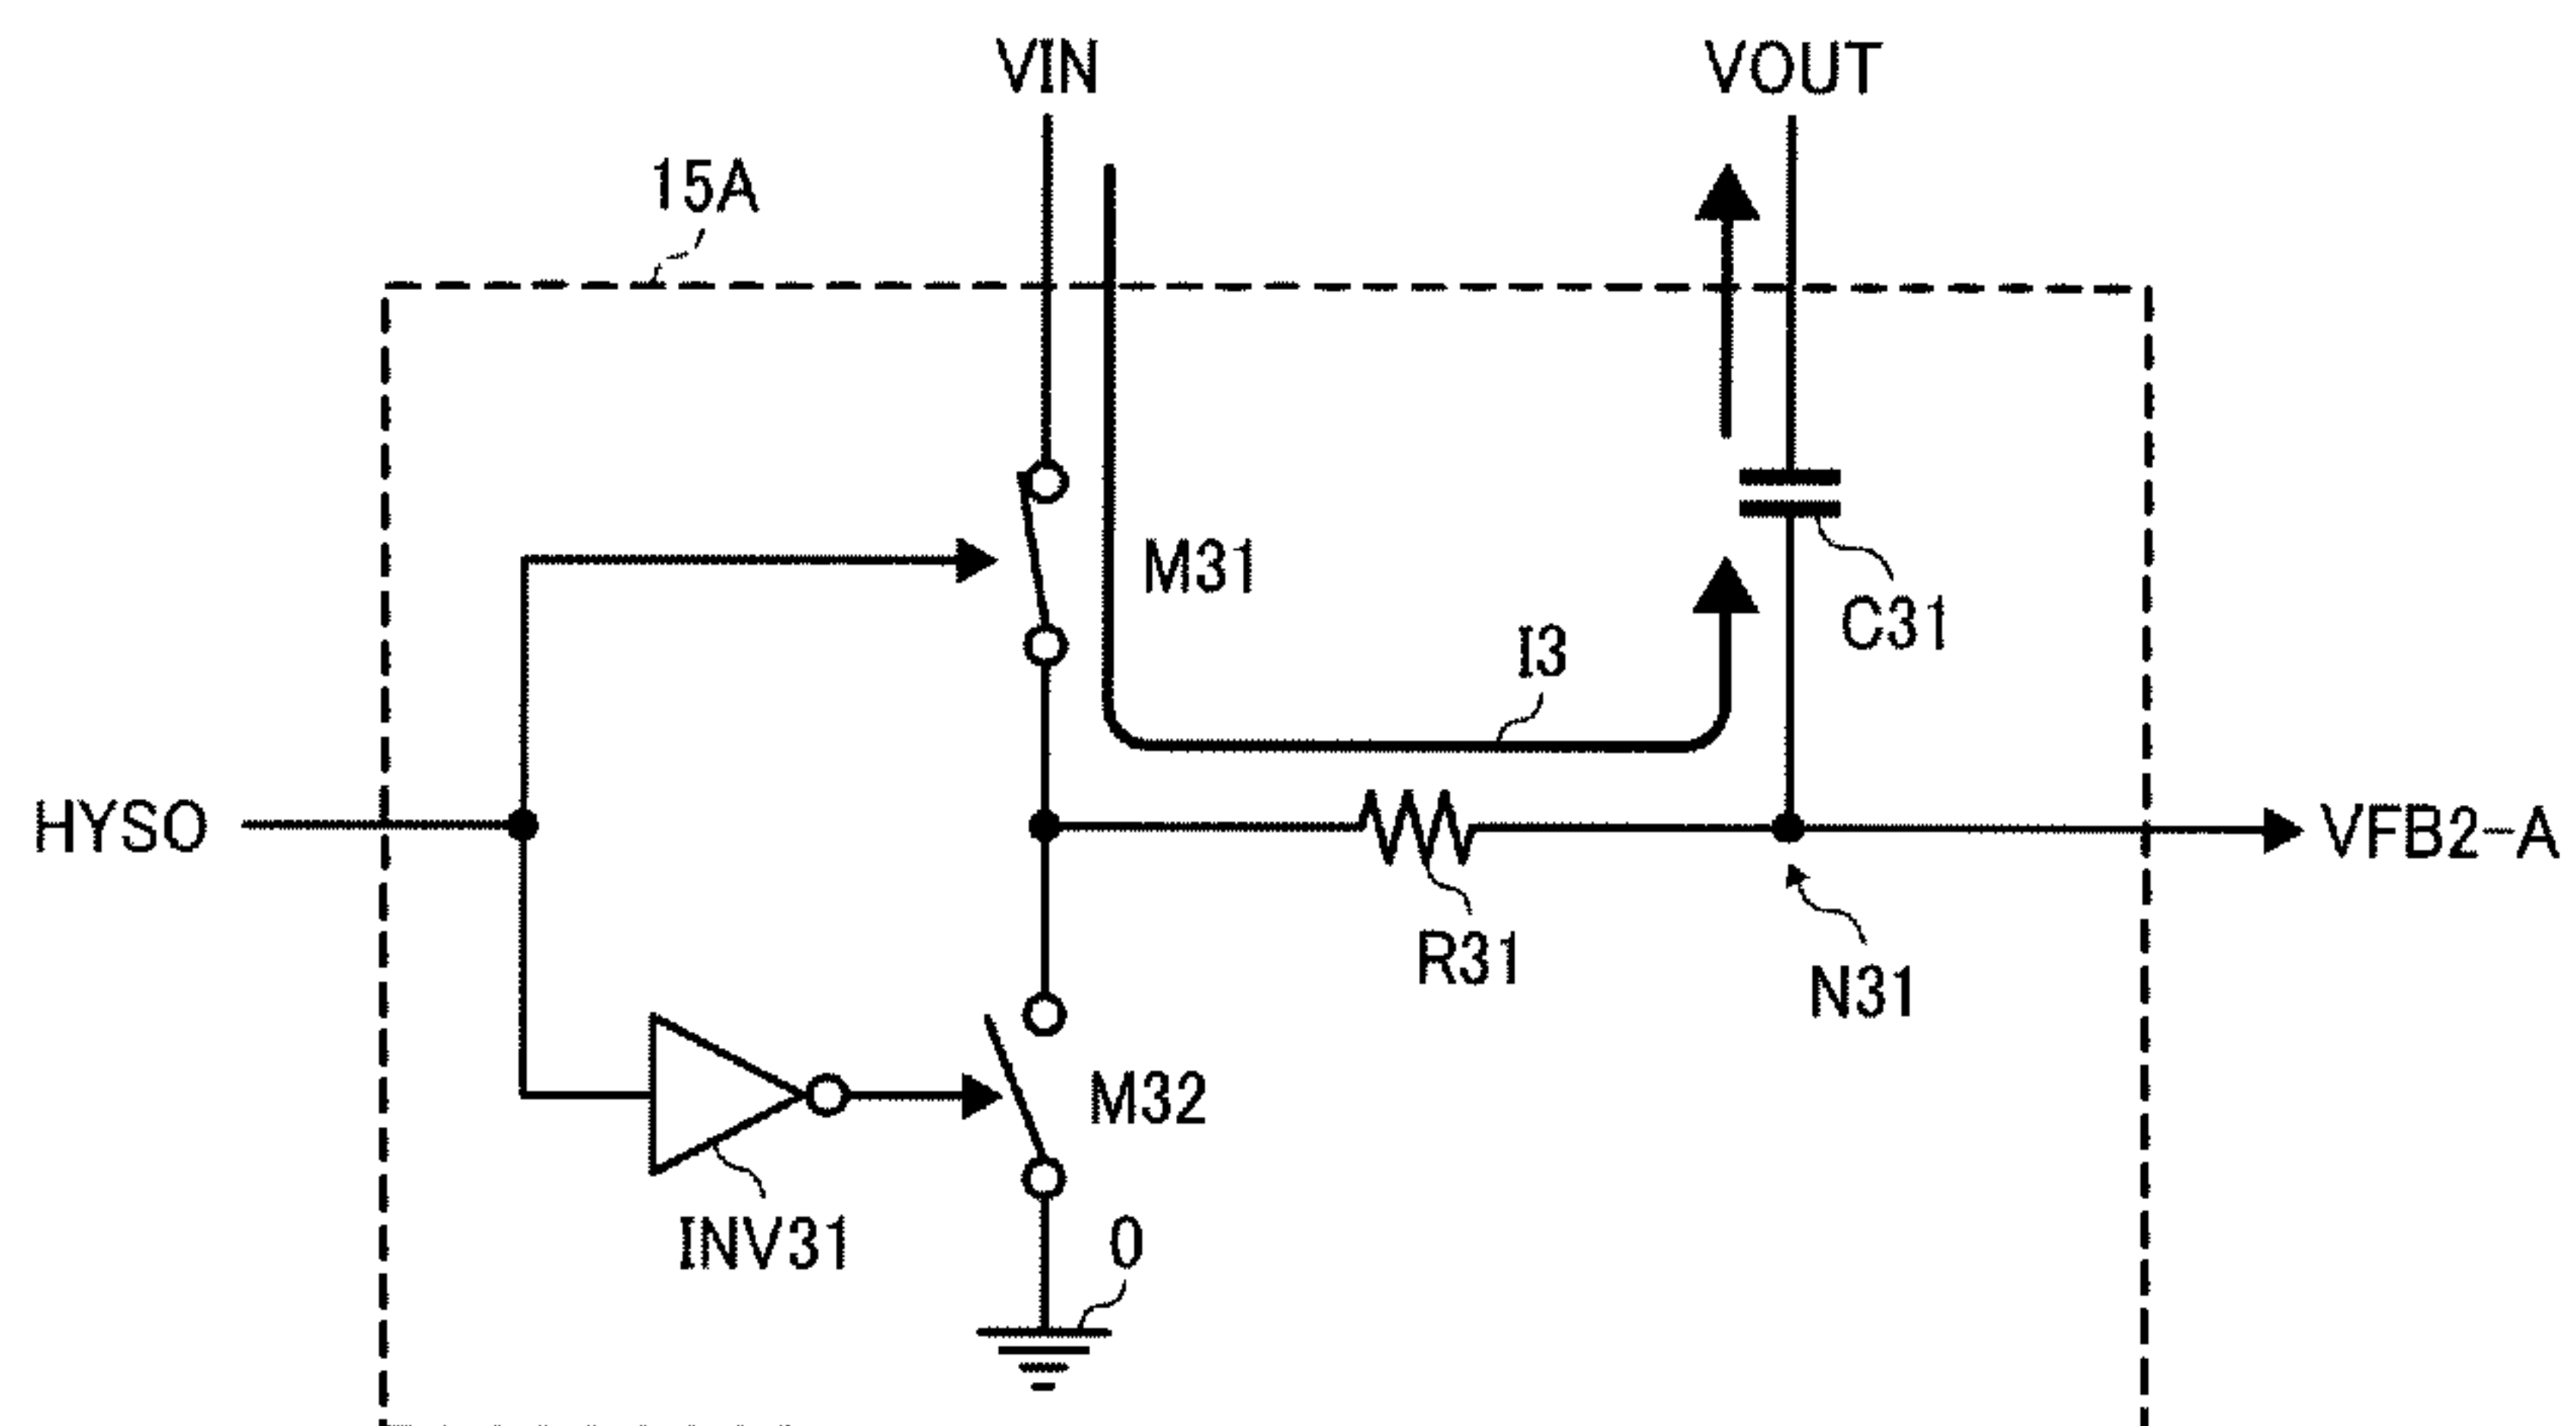 VIN
VOUT
15A
M31
C31
I3
HYSO
VFB2-A
R31
N31
M32
INV31
0